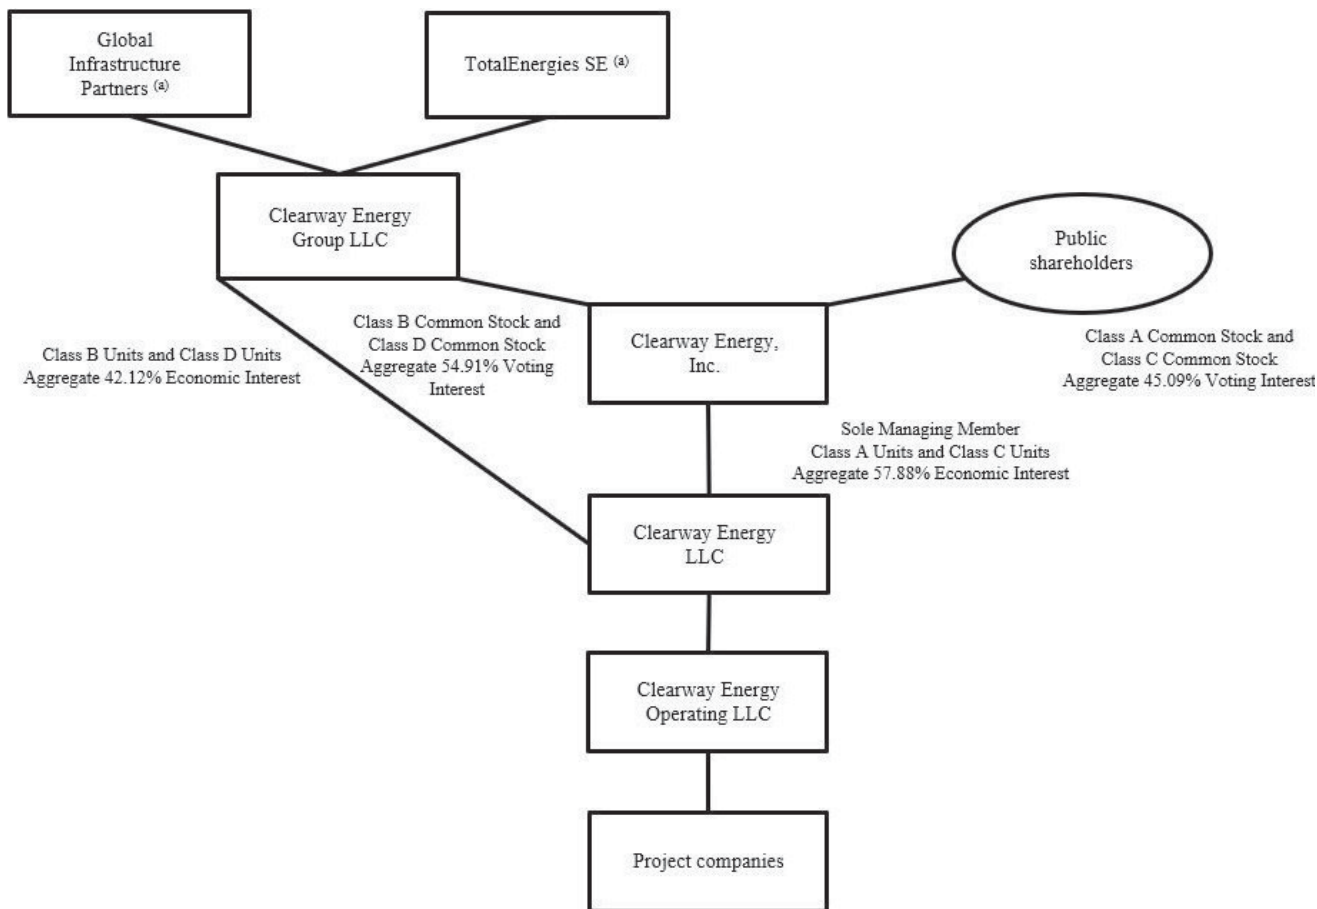 Global
Infrastructure
Partners (a)
TotalEnergies SE (a)
Clearway Energy
Group LLC
Public
shareholders
Class B Common Stock and
Class D Common Stock
Aggregate 54.91% Voting
Interest
Class B Units and Class D Units
Aggregate 42.12% Economic Interest
Clearway Energy,
Inc.
Class A Common Stock and
Class C Common Stock
Aggregate 45.09% Voting Interest
Sole Managing Member
Class A Units and Class C Units
Aggregate 57.88% Economic Interest
Clearway Energy
LLC
Clearway Energy
Operating LLC
Project companies